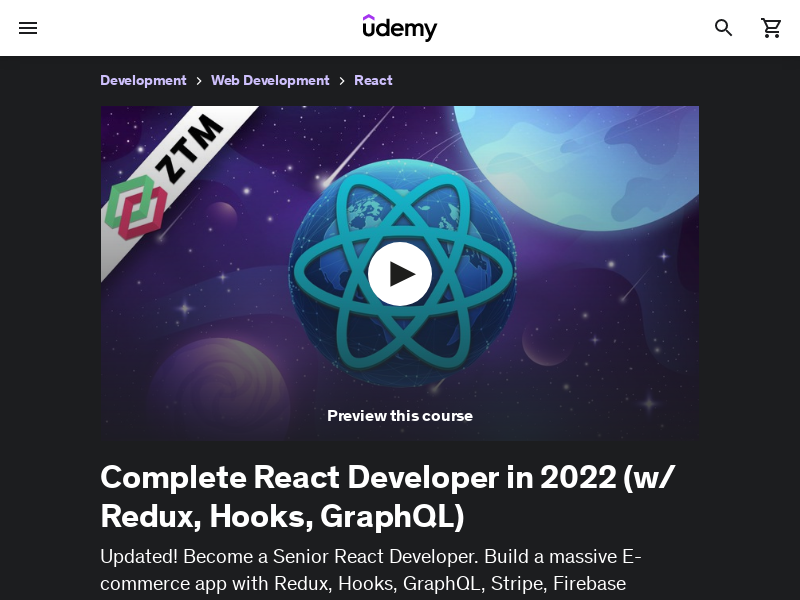 udemy
Development > Web Development > React
ZTM
Preview this course
Complete React Developer in 2022 (w/
Redux, Hooks, GraphQL)
Updated! Become a Senior React Developer. Build a massive E-
commerce app with Redux, Hooks, GraphQL, Stripe, Firebase